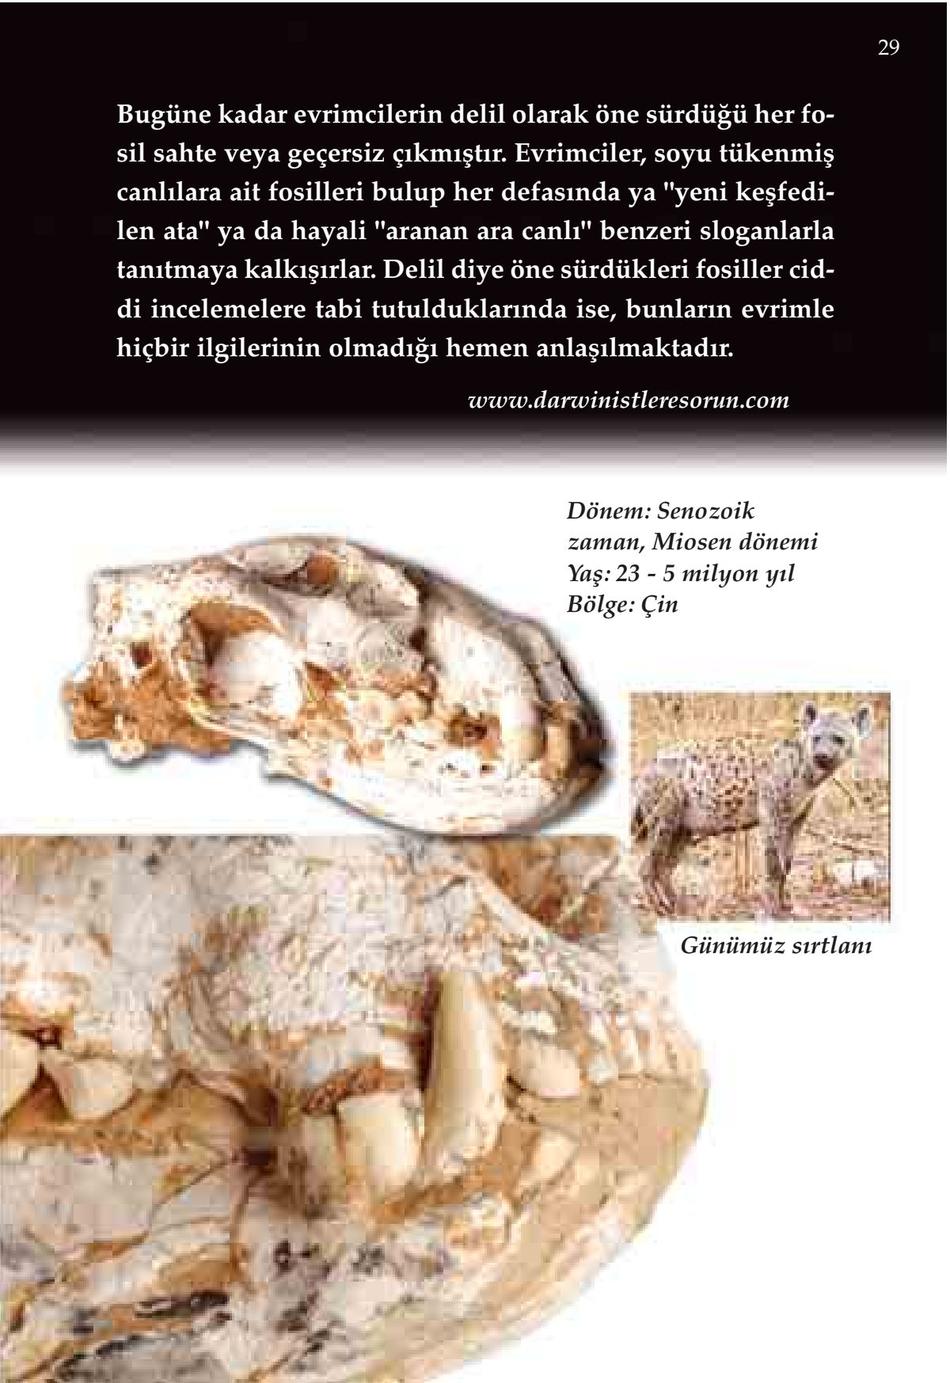 29
Bugüne kadar evrimcilerin delil olarak öne sürdüğü her fo-
sil sahte veya geçersiz çıkmıştır. Evrimciler, soyu tükenmiş
canlılara ait fosilleri bulup her defasında ya "yeni keşfedi-
len ata" ya da hayali "aranan ara canlı" benzeri sloganlarla
tanıtmaya kalkışırlar. Delil diye öne sürdükleri fosiller cid-
di incelemelere tabi tutulduklarında ise, bunların evrimle
hiçbir ilgilerinin olmadığı hemen anlaşılmaktadır.
www.darwinistleresorun.com
Dönem: Senozoik
zaman, Miosen dönemi
Yaş: 23 - 5 milyon yıl
Bölge: Çin
Günümüz sırtlanı